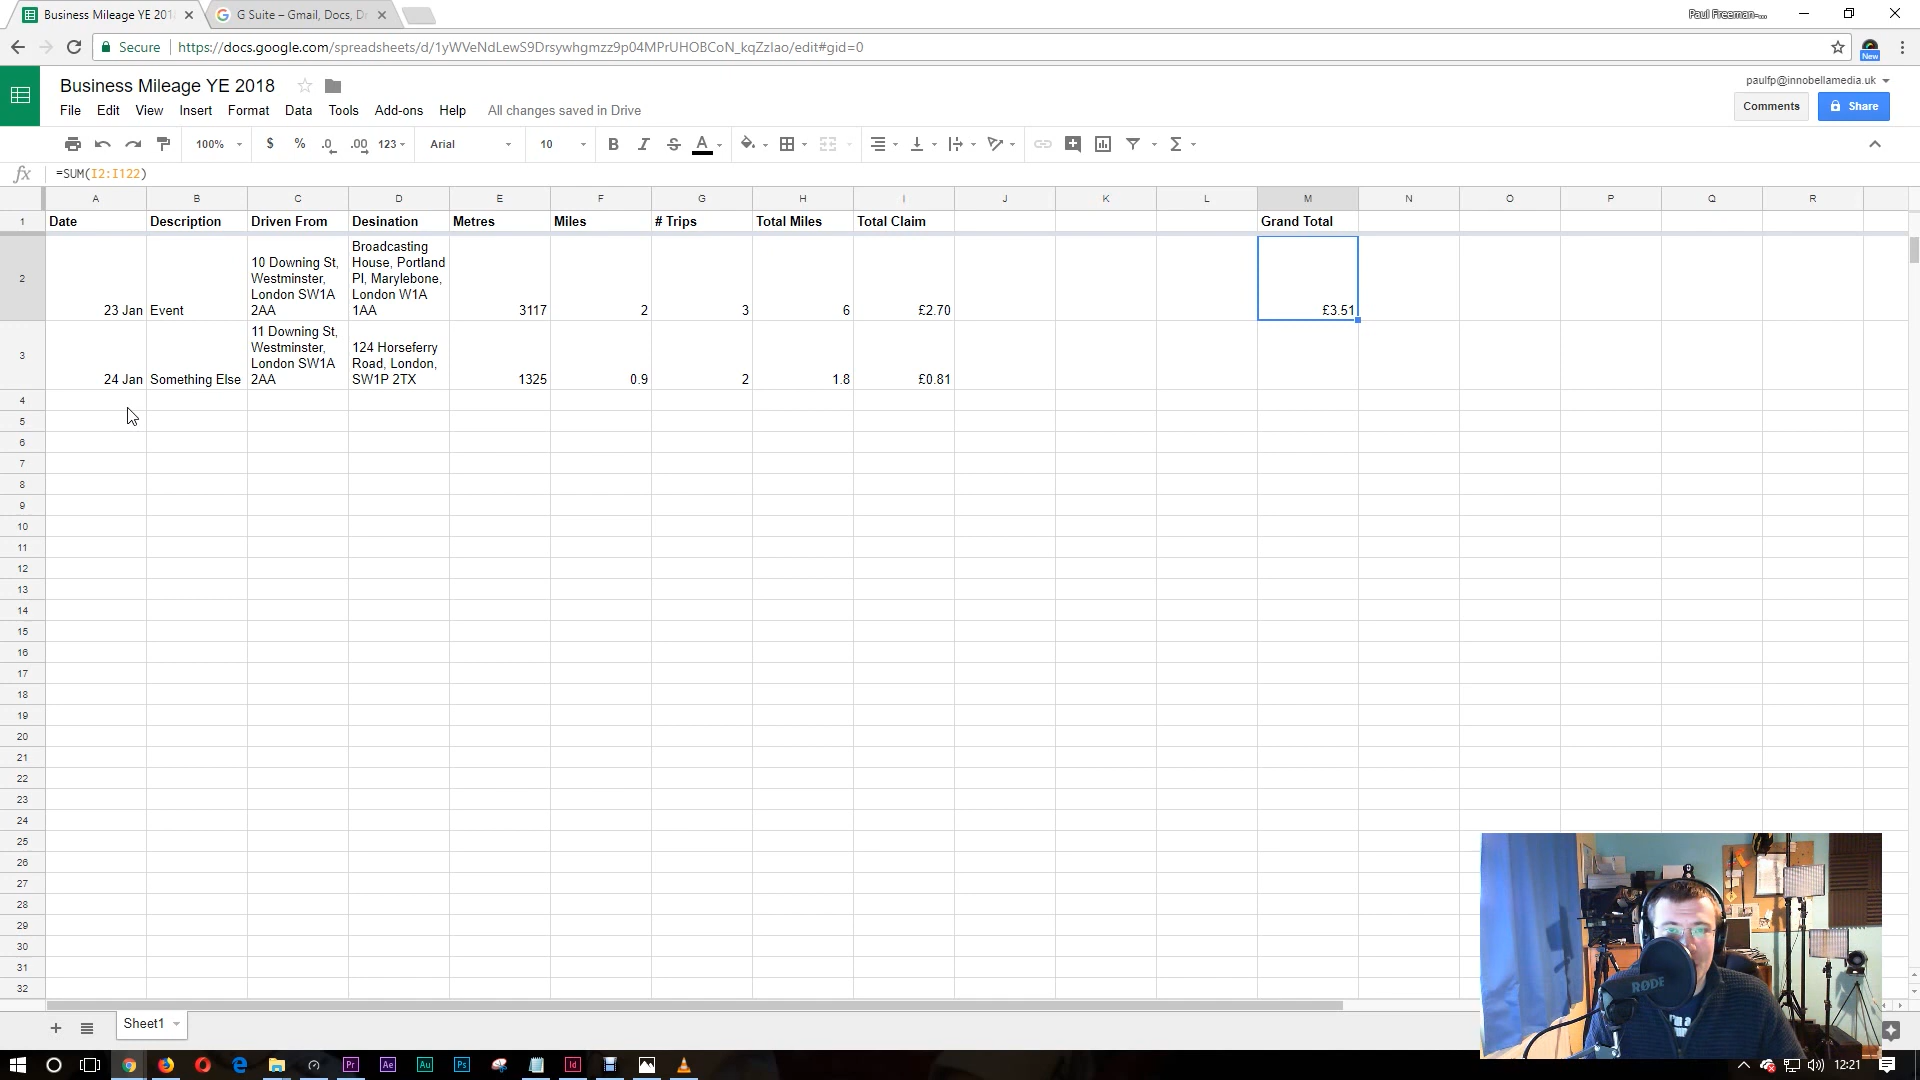 Business Mileage YE 201
G Suite – Gmail, Docs, Dr
Paul Freeman-...
Secure https://docs.google.com/spreadsheets/d/1yWVeNdLewS9Drsywhgmzz9p04MPrUHOBCoN_kqZzlao/edit#gid=0
New
Business Mileage YE 2018
paulfp@innobellamedia.uk
File Edit View Insert Format Data Tools Add-ons Help All changes saved in Drive
Comments Share
100% $ % .0 .00 123 Arial 10 B I S A Σ
fx =SUM(I2:I122)
A B C D E F G H I J K L M N O P Q R
1 Date Description Driven From Desination Metres Miles # Trips Total Miles Total Claim Grand Total
Broadcasting
10 Downing St, House, Portland
2 Westminster, Pl, Marylebone,
London SW1A London W1A
23 Jan Event 2AA 1AA 3117 2 3 6 £2.70 £3.51
11 Downing St,
Westminster, 124 Horseferry
3 London SW1A Road, London,
24 Jan Something Else 2AA SW1P 2TX 1325 0.9 2 1.8 £0.81
4
5
6
7
8
9
10
11
12
13
14
15
16
17
18
19
20
21
22
23
24
25
26
27
28
29
30
31
32
RØDE
Sheet1
Pr Ae Au Ps Id 12:21